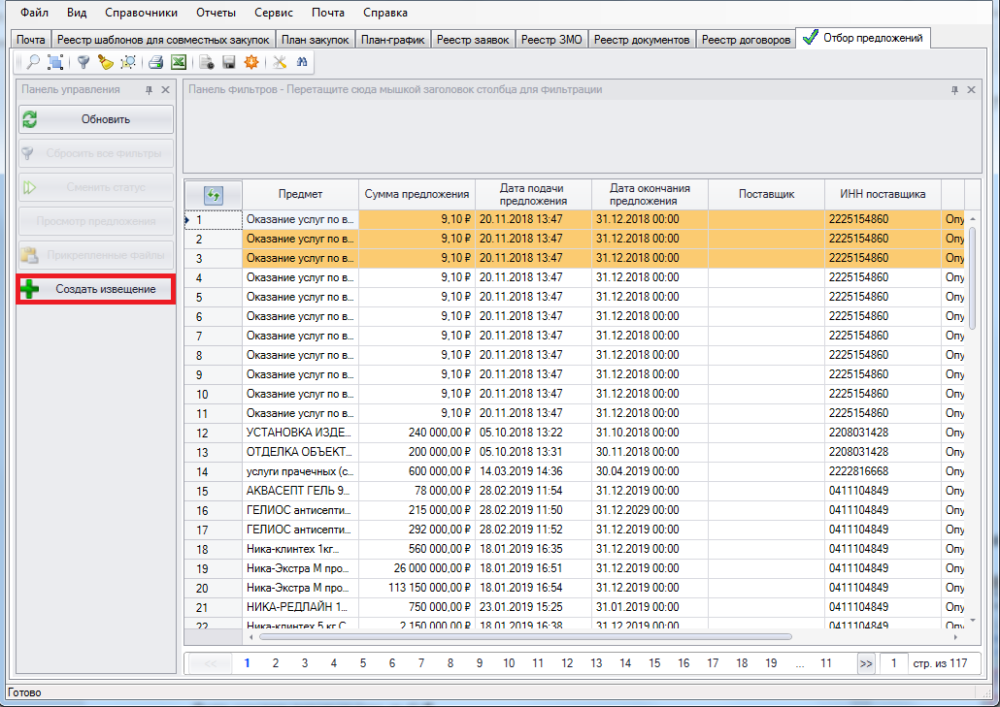 Файл Вид Справочники Отчеты Сервис Почта Справка
Почта Реестр шаблонов для совместных закупок План закупок План-график Реестр заявок Реестр ЗМО Реестр документов Реестр договоров Отбор предложений
Панель управления
Панель фильтров - Перетащите сюда мышкой заголовок столбца для фильтрации
Обновить
Сбросить все фильтры
Сменить статус
Просмотр предложения
Прикрепленные файлы
Создать извещение
Предмет Сумма предложения Дата подачи предложения Дата окончания предложения Поставщик ИНН поставщика
1 Оказание услуг по в... 9,10 ₽ 20.11.2018 13:47 31.12.2018 00:00 2225154860 Опу
2 Оказание услуг по в... 9,10 ₽ 20.11.2018 13:47 31.12.2018 00:00 2225154860 Опу
3 Оказание услуг по в... 9,10 ₽ 20.11.2018 13:47 31.12.2018 00:00 2225154860 Опу
4 Оказание услуг по в... 9,10 ₽ 20.11.2018 13:47 31.12.2018 00:00 2225154860 Опу
5 Оказание услуг по в... 9,10 ₽ 20.11.2018 13:47 31.12.2018 00:00 2225154860 Опу
6 Оказание услуг по в... 9,10 ₽ 20.11.2018 13:47 31.12.2018 00:00 2225154860 Опу
7 Оказание услуг по в... 9,10 ₽ 20.11.2018 13:47 31.12.2018 00:00 2225154860 Опу
8 Оказание услуг по в... 9,10 ₽ 20.11.2018 13:47 31.12.2018 00:00 2225154860 Опу
9 Оказание услуг по в... 9,10 ₽ 20.11.2018 13:47 31.12.2018 00:00 2225154860 Опу
10 Оказание услуг по в... 9,10 ₽ 20.11.2018 13:47 31.12.2018 00:00 2225154860 Опу
11 Оказание услуг по в... 9,10 ₽ 20.11.2018 13:47 31.12.2018 00:00 2225154860 Опу
12 УСТАНОВКА ИЗДЕ... 240 000,00 ₽ 05.10.2018 13:22 31.10.2018 00:00 2208031428 Опу
13 ОТДЕЛКА ОБЪЕКТ... 200 000,00 ₽ 05.10.2018 13:31 30.11.2018 00:00 2208031428 Опу
14 услуги прачечных (с... 600 000,00 ₽ 14.03.2019 14:36 30.04.2019 00:00 2222816668 Опу
15 АКВАСЕПТ ГЕЛЬ 9... 78 000,00 ₽ 28.02.2019 11:54 31.12.2019 00:00 0411104849 Опу
16 ГЕЛИОС антисепти... 215 000,00 ₽ 28.02.2019 11:50 31.12.2029 00:00 0411104849 Опу
17 ГЕЛИОС антисепти... 292 000,00 ₽ 28.02.2019 11:52 31.12.2019 00:00 0411104849 Опу
18 Ника-клинтех 1кг... 560 000,00 ₽ 18.01.2019 16:35 31.12.2019 00:00 0411104849 Опу
19 Ника-Экстра М про... 26 000 000,00 ₽ 18.01.2019 16:51 31.12.2019 00:00 0411104849 Опу
20 Ника-Экстра М про... 113 150 000,00 ₽ 18.01.2019 16:54 31.12.2019 00:00 0411104849 Опу
21 НИКА-РЕДЛАЙН 1... 750 000,00 ₽ 23.01.2019 15:25 31.01.2019 00:00 0411104849 Опу
22 Ника-клинтех 5 кг С... 2 150 000,00 ₽ 18.01.2019 16:38 31.12.2019 00:00 0411104849 Опу
<< 1 2 3 4 5 6 7 8 9 10 11 12 13 14 15 16 17 18 19 ... 11 >> 1 стр. из 117
Готово